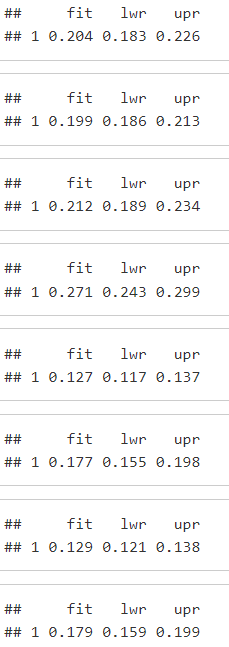 ##     fit   lwr   upr
## 1 0.204 0.183 0.226
##     fit   lwr   upr
## 1 0.199 0.186 0.213
##     fit   lwr   upr
## 1 0.212 0.189 0.234
##     fit   lwr   upr
## 1 0.271 0.243 0.299
##     fit   lwr   upr
## 1 0.127 0.117 0.137
##     fit   lwr   upr
## 1 0.177 0.155 0.198
##     fit   lwr   upr
## 1 0.129 0.121 0.138
##     fit   lwr   upr
## 1 0.179 0.159 0.199